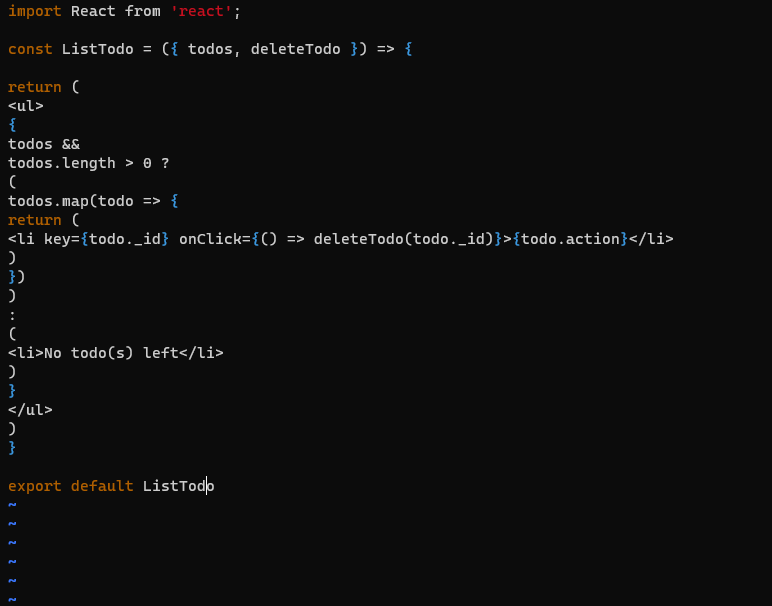 import React from 'react';

const ListTodo = ({ todos, deleteTodo }) => {

return (
<ul>
{
todos &&
todos.length > 0 ?
(
todos.map(todo => {
return (
<li key={todo._id} onClick={() => deleteTodo(todo._id)}>{todo.action}</li>
)
})
)
:
(
<li>No todo(s) left</li>
)
}
</ul>
)
}

export default ListTodo
~
~
~
~
~
~